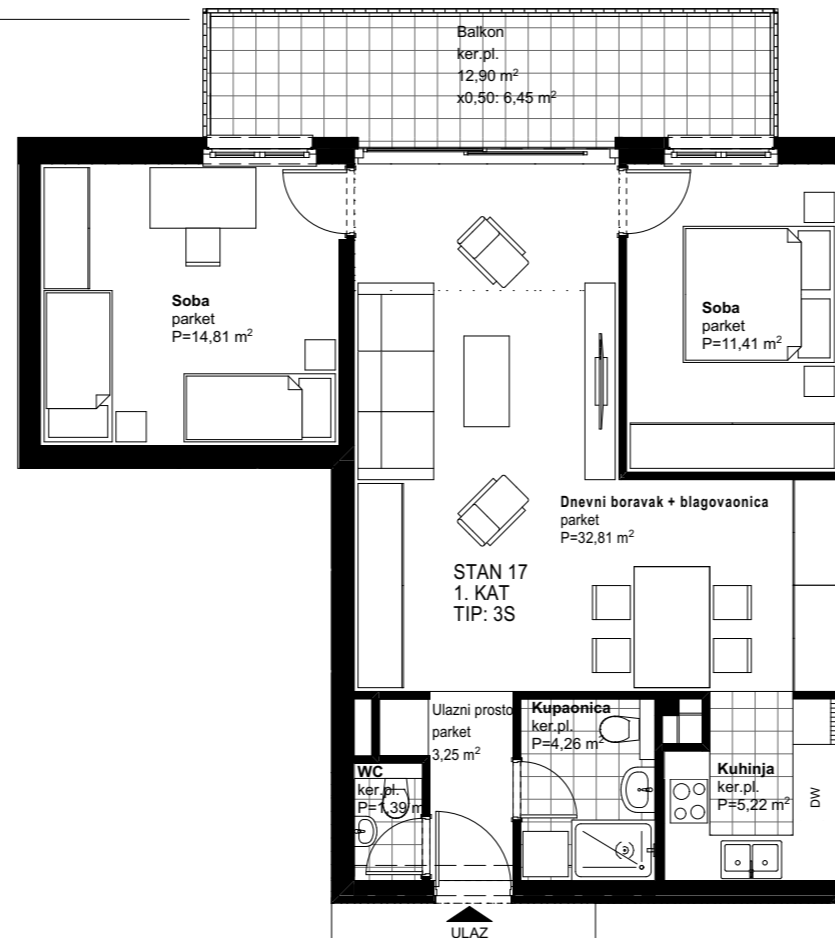 Balkon
ker.pl.
12,90 m²
x0,50: 6,45 m²
Soba
parket
P=14,81 m²
Soba
parket
P=11,41 m²
Dnevni boravak + blagovaonica
parket
P=32,81 m²
STAN 17
1. KAT
TIP: 3S
Ulazni prosto
parket
3,25 m²
Kupaonica
ker.pl.
P=4,26 m²
WC
ker.pl.
P=1,39 m
Kuhinja
ker.pl.
P=5,22 m²
DW
ULAZ